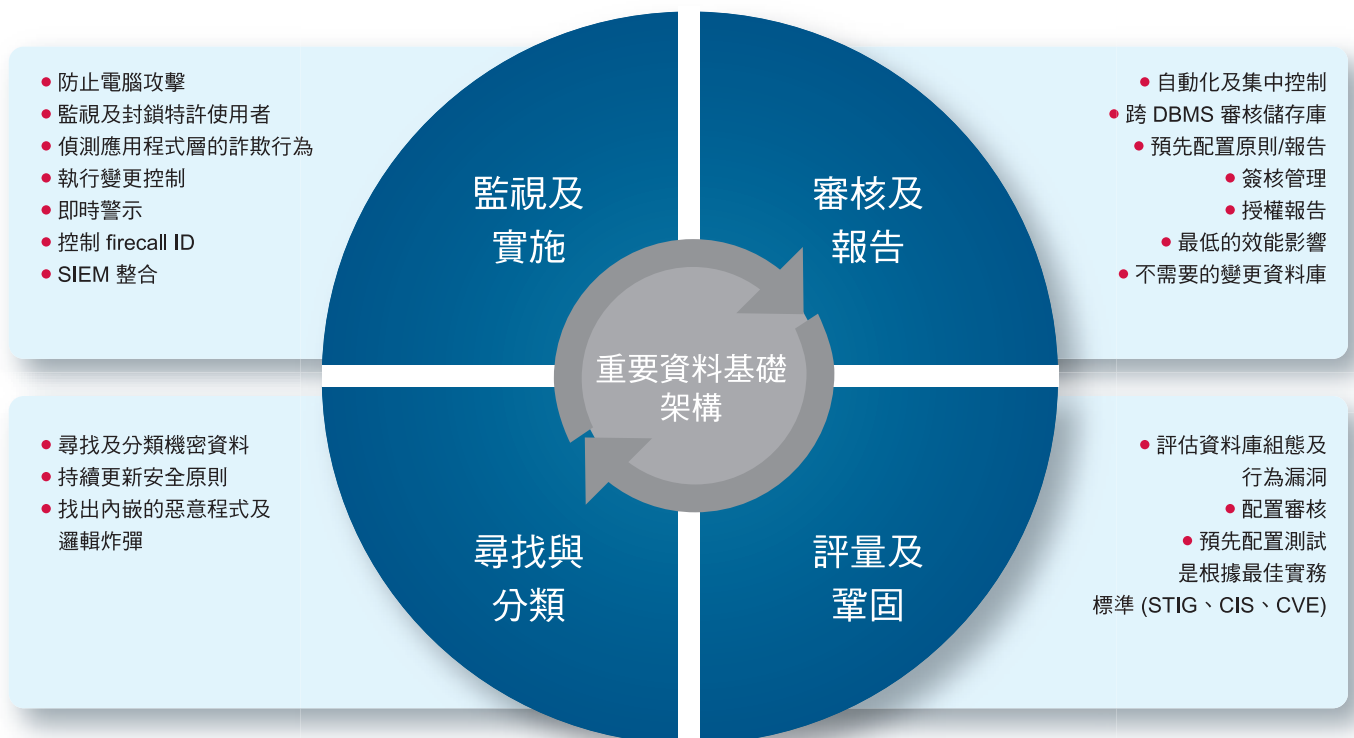 • 防止電腦攻擊
• 監視及封鎖特許使用者
• 偵測應用程式層的詐欺行為
• 執行變更控制
• 即時警示
• 控制 firecall ID
• SIEM 整合
監視及
實施
審核及
報告
• 自動化及集中控制
• 跨 DBMS 審核儲存庫
• 預先配置原則/報告
• 簽核管理
• 授權報告
• 最低的效能影響
• 不需要的變更資料庫
重要資料基礎
架構
• 尋找及分類機密資料
• 持續更新安全原則
• 找出內嵌的惡意程式及
邏輯炸彈
尋找與
分類
評量及
鞏固
• 評估資料庫組態及
行為漏洞
• 配置審核
• 預先配置測試
是根據最佳實務
標準 (STIG、CIS、CVE)